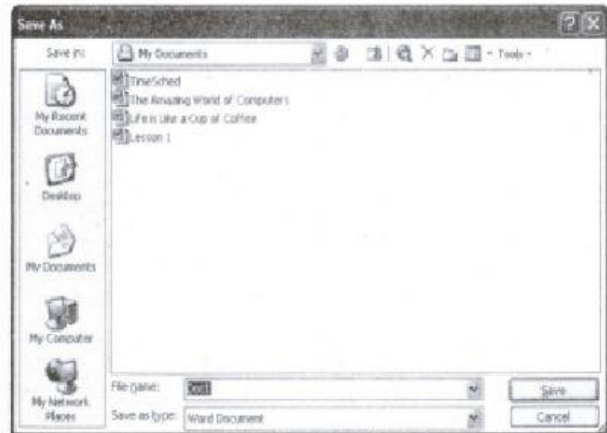 Save As
Save in: My Documents Tools
TimeSched
The Amazing World of Computers
Life is Like a Cup of Coffee
Lesson 1
My Recent
Documents
Desktop
My Documents
My Computer
My Network
Places
File name: Save
Save as type: Word Document Cancel